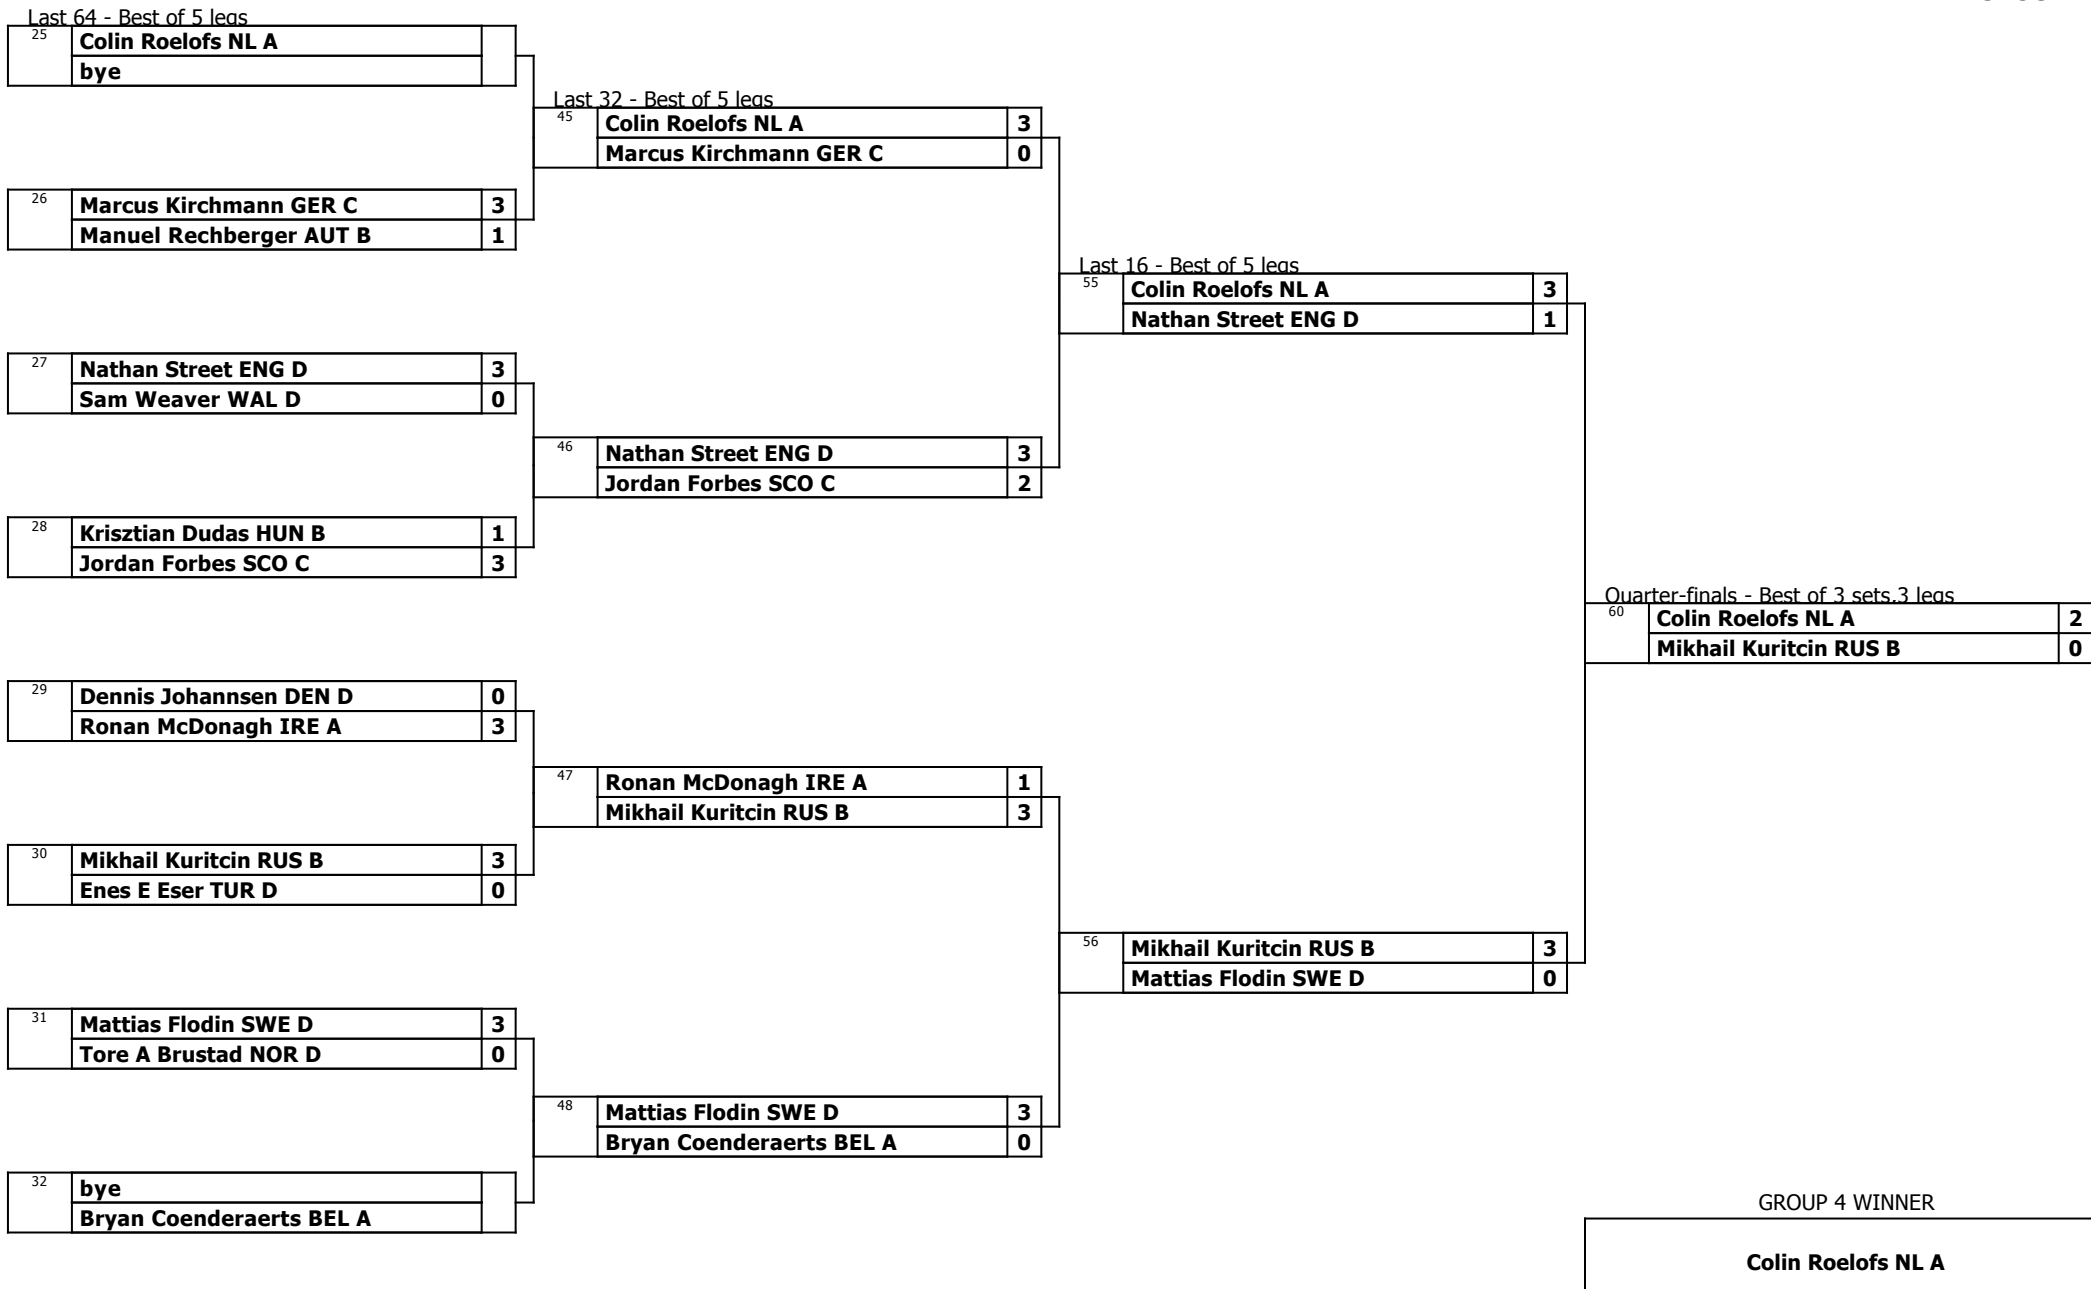 Last 64 - Best of 5 legs
25
Colin Roelofs NL A
bye
Last 32 - Best of 5 legs
45
Colin Roelofs NL A 3
Marcus Kirchmann GER C 0
26
Marcus Kirchmann GER C 3
Manuel Rechberger AUT B 1
Last 16 - Best of 5 legs
55
Colin Roelofs NL A 3
Nathan Street ENG D 1
27
Nathan Street ENG D 3
Sam Weaver WAL D 0
46
Nathan Street ENG D 3
Jordan Forbes SCO C 2
28
Krisztian Dudas HUN B 1
Jordan Forbes SCO C 3
Quarter-finals - Best of 3 sets,3 legs
60
Colin Roelofs NL A 2
Mikhail Kuritcin RUS B 0
29
Dennis Johannsen DEN D 0
Ronan McDonagh IRE A 3
47
Ronan McDonagh IRE A 1
Mikhail Kuritcin RUS B 3
30
Mikhail Kuritcin RUS B 3
Enes E Eser TUR D 0
56
Mikhail Kuritcin RUS B 3
Mattias Flodin SWE D 0
31
Mattias Flodin SWE D 3
Tore A Brustad NOR D 0
48
Mattias Flodin SWE D 3
Bryan Coenderaerts BEL A 0
32
bye
Bryan Coenderaerts BEL A
GROUP 4 WINNER
Colin Roelofs NL A